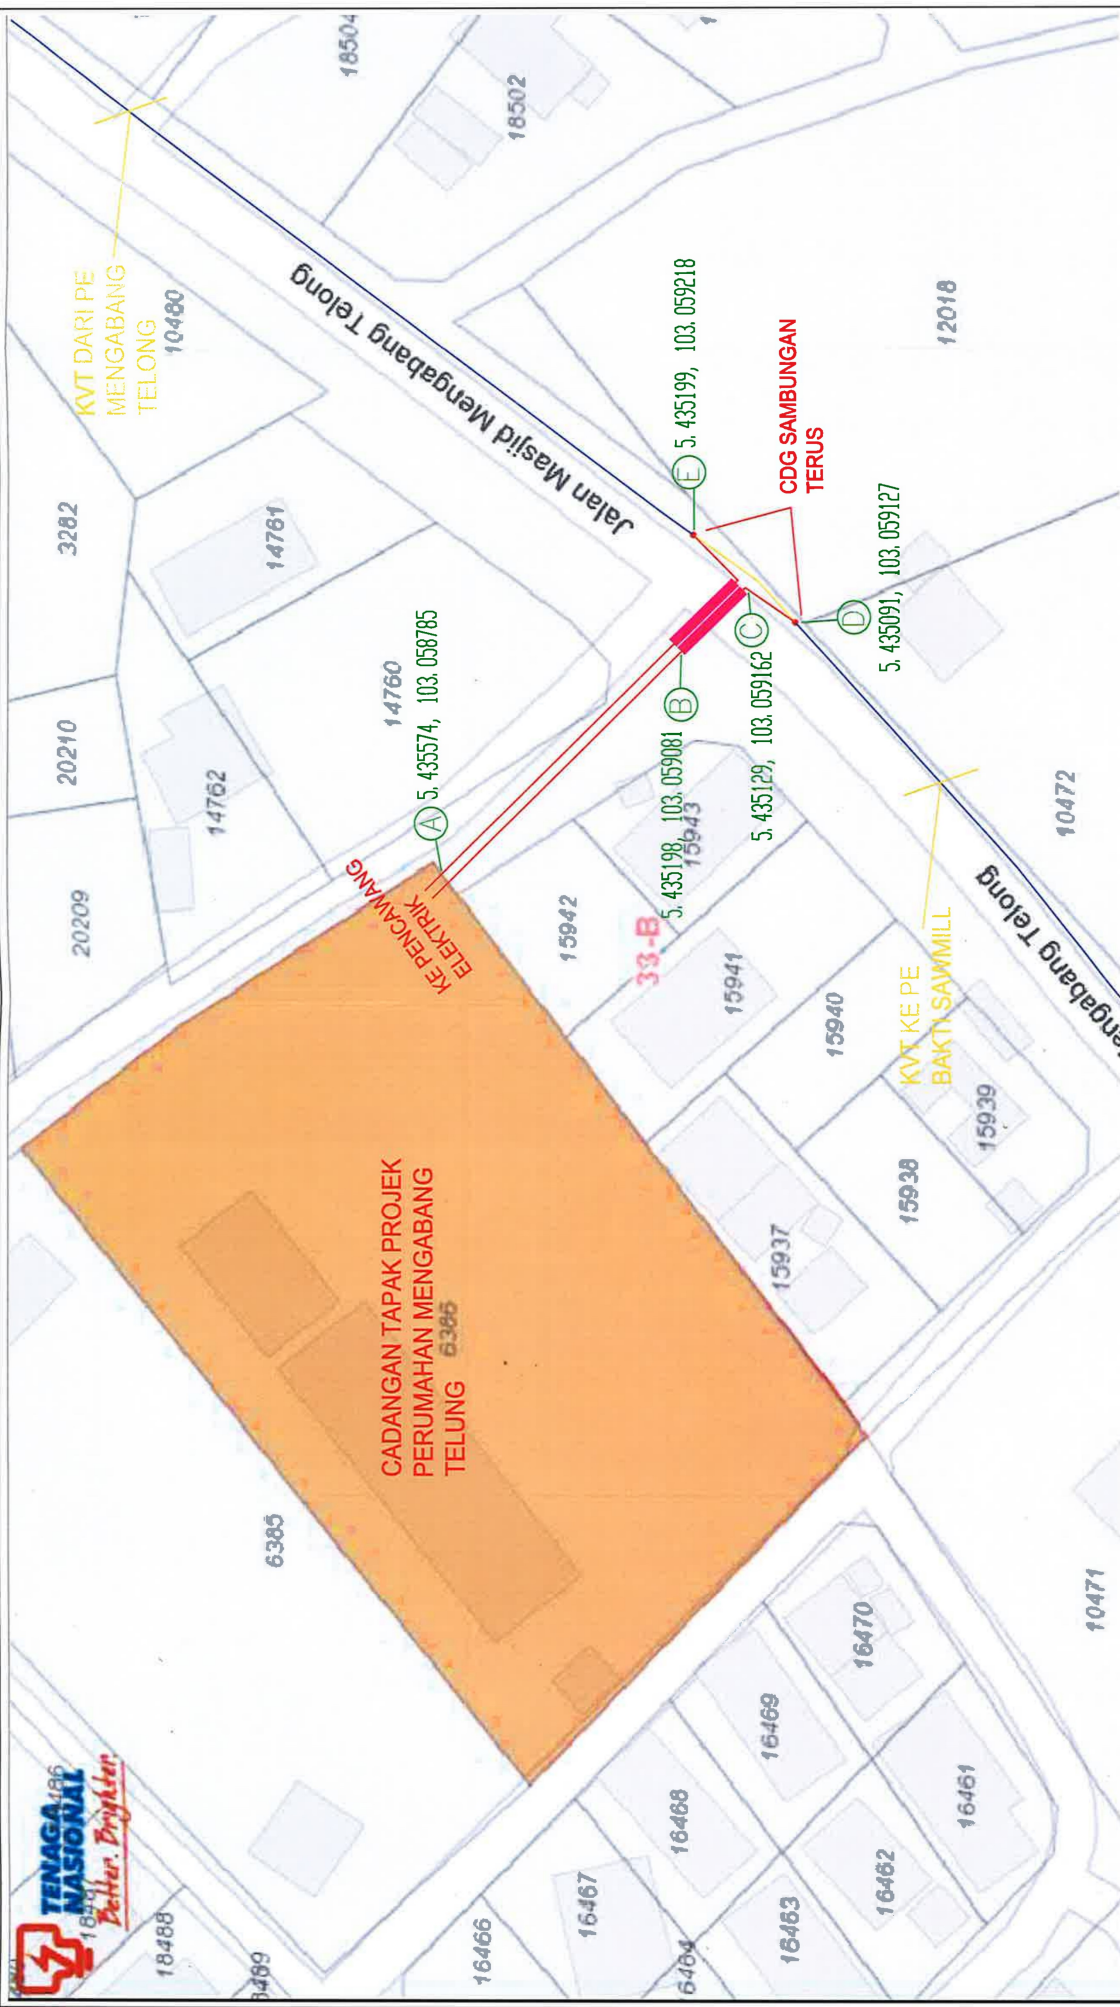 TENAGA
NASIONAL
Better. Brighter.
18488
16466
16467
16468
16469
16470
16463
16462
16461
10471
6385
CADANGAN TAPAK PROJEK
PERUMAHAN MENGABANG
TELUNG
6386
15937
15938
15939
15940
15941
15942
15943
33-B
KVT KE PE
BAKTI SAWMILL
10472
20209
20210
3282
14762
14761
14760
KE PENCAWANG
ELEKTRIK
A 5.435574, 103.058785
B 5.435198, 103.059081
C 5.435129, 103.059162
D 5.435091, 103.059127
E 5.435199, 103.059218
CDG SAMBUNGAN
TERUS
Jalan Masjid Mengabang Telong
KVT DARI PE
MENGABANG
TELONG
10480
18504
18502
12018
engabang Telong